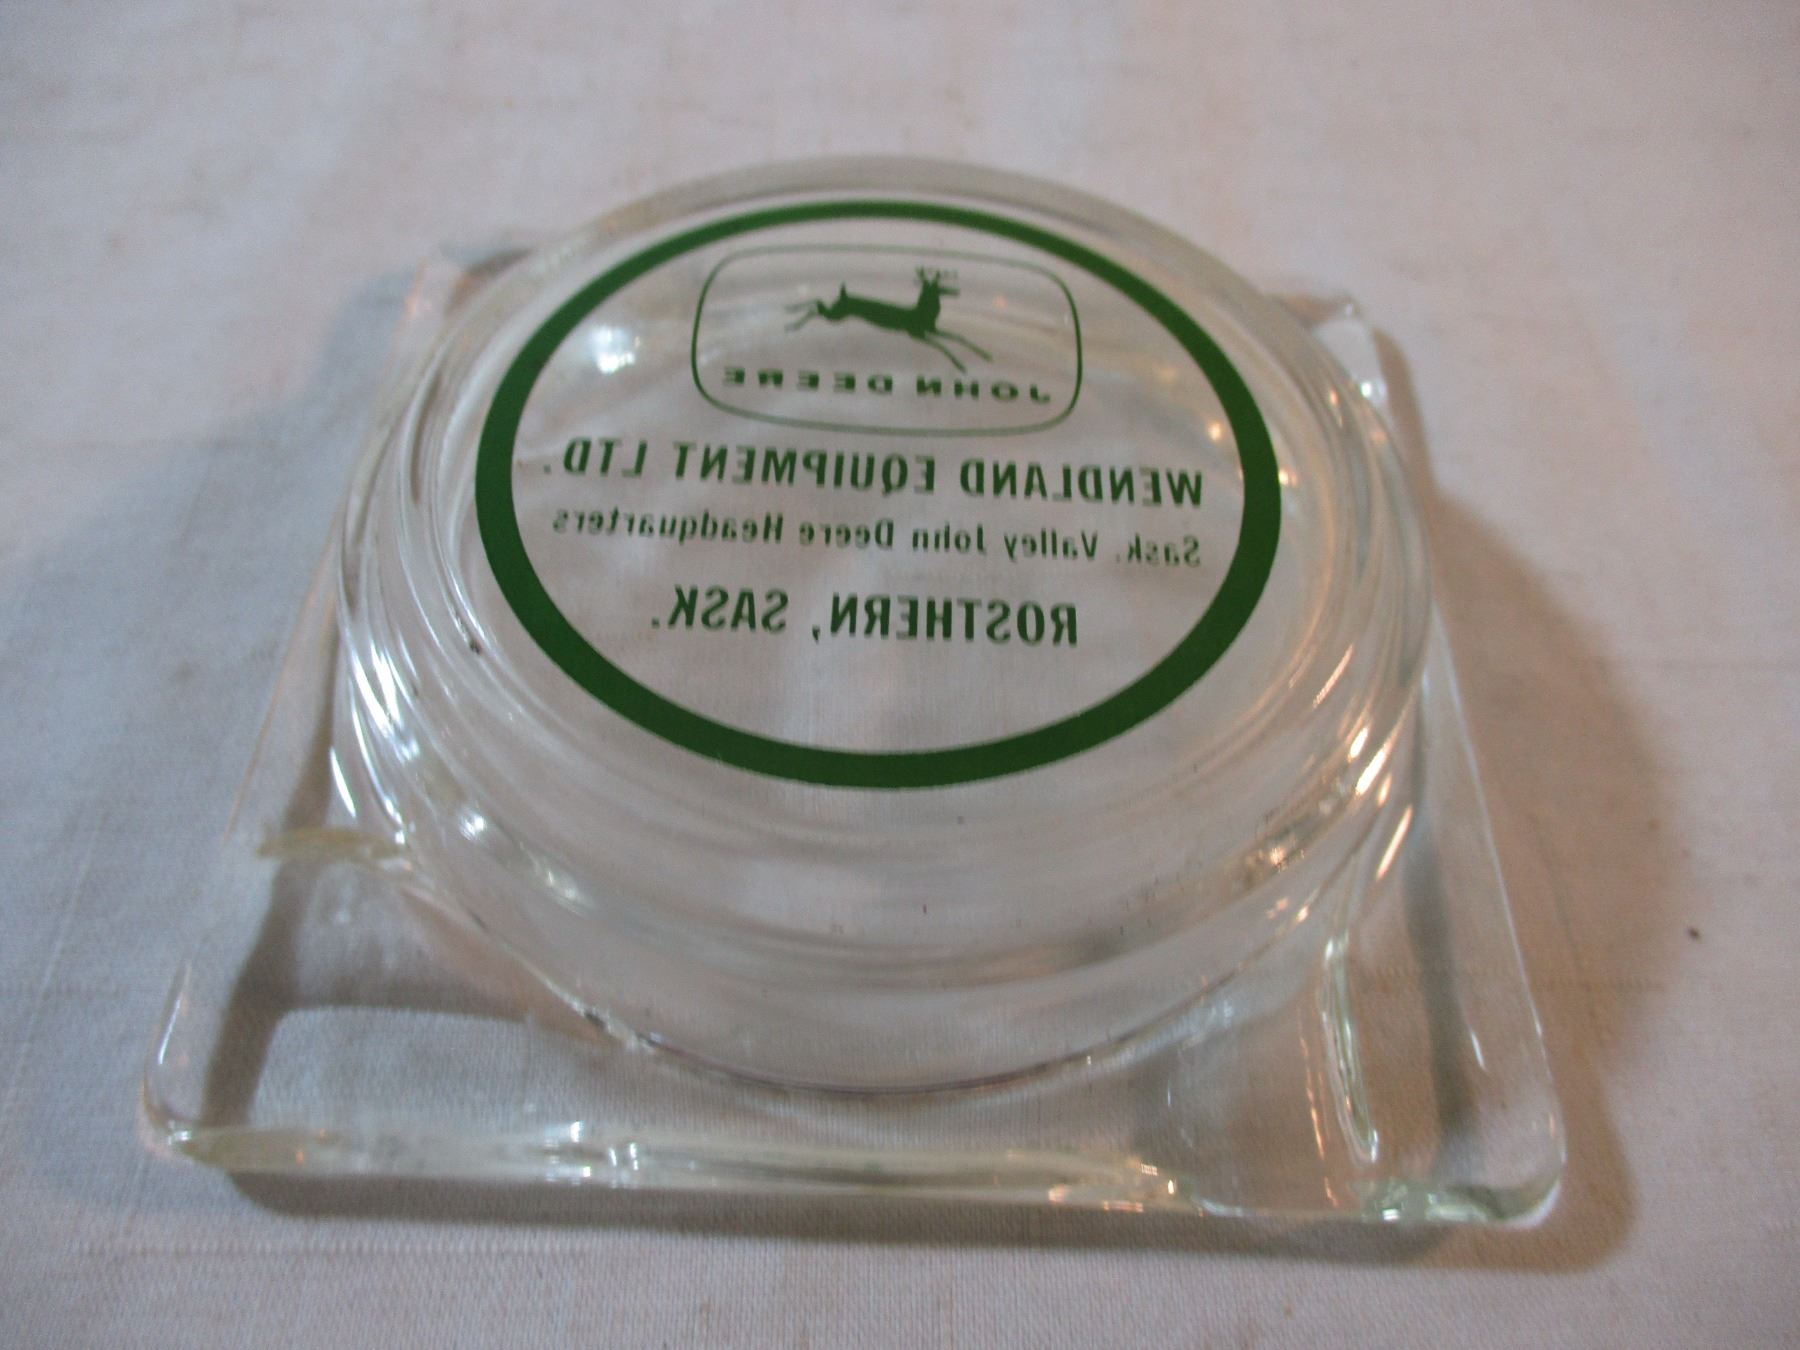 JOHN DEERE
WENDLAND EQUIPMENT LTD.
Sask. Valley John Deere Headquarters
ROSTHERN, SASK.